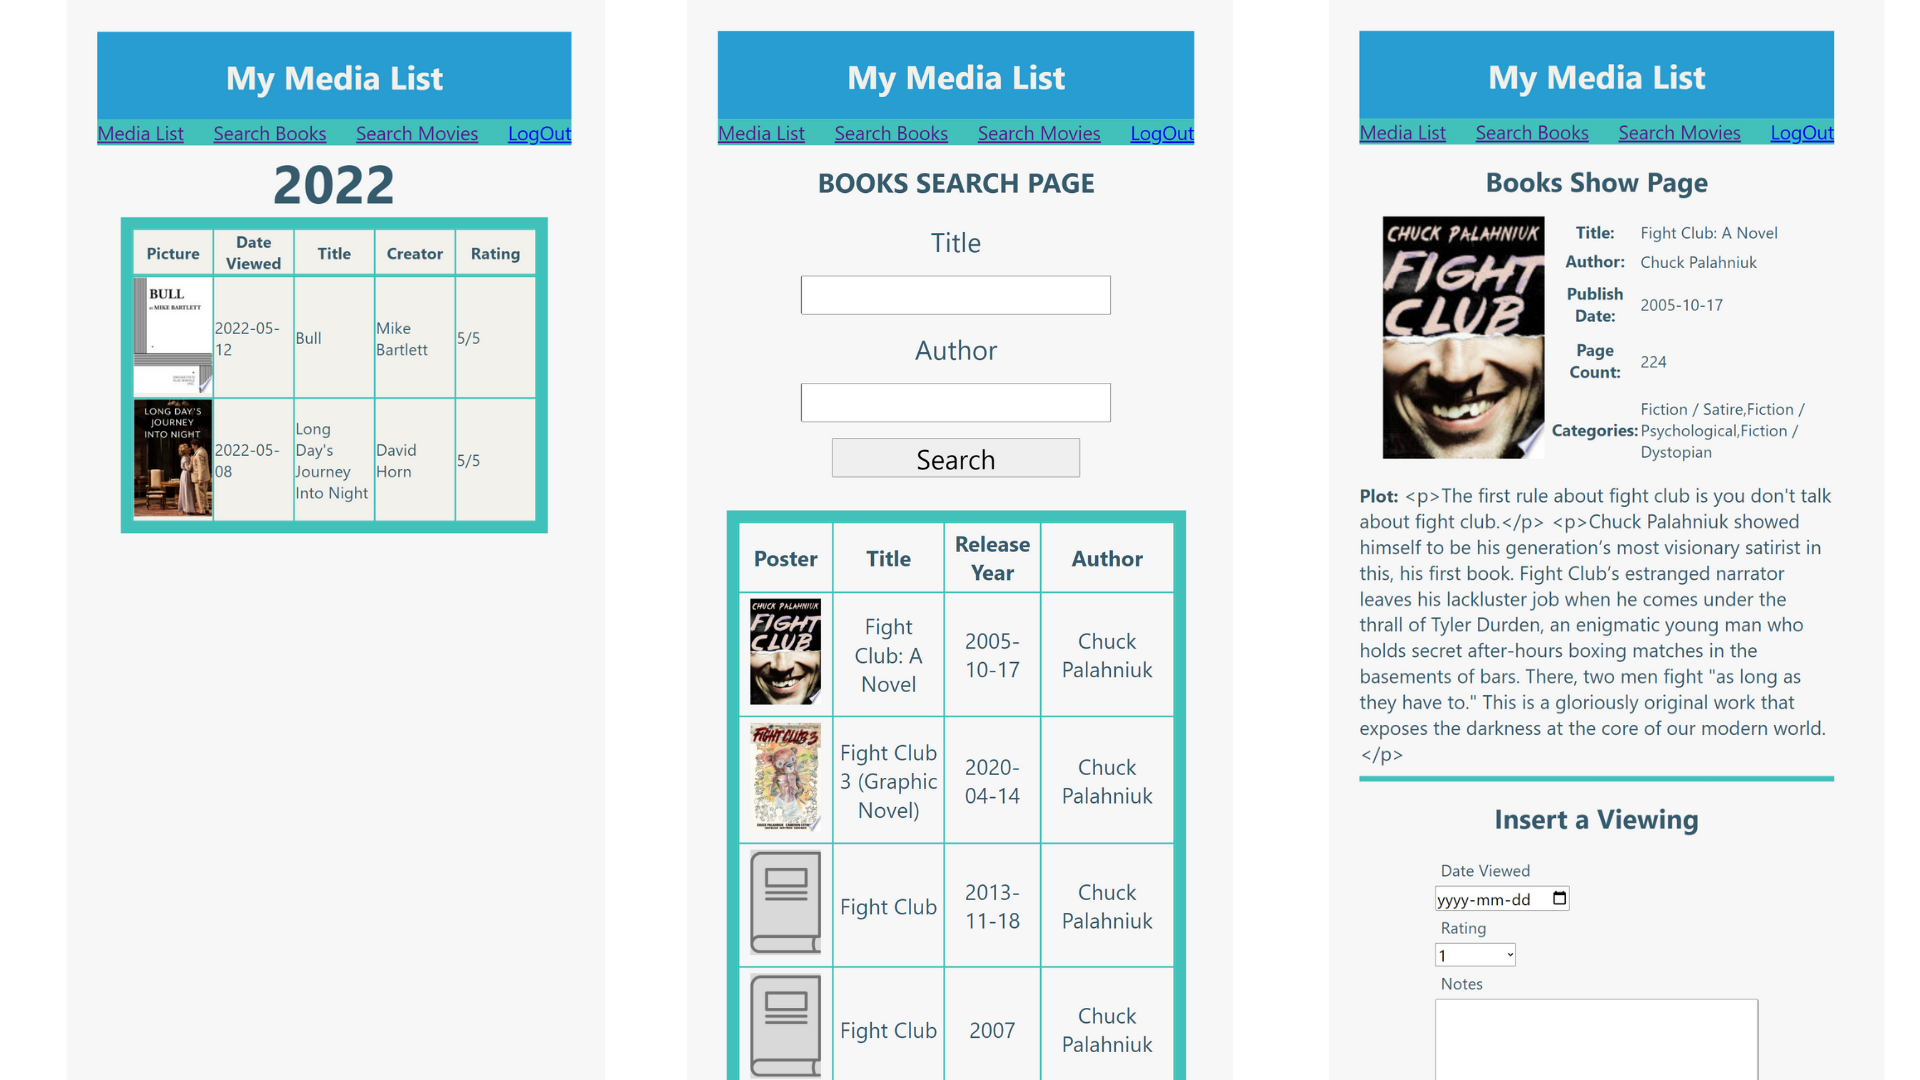 My Media List
Media List Search Books Search Movies LogOut
2022
Picture Date Viewed Title Creator Rating
BULL
BY MIKE BARTLETT
2022-05-12 Bull Mike Bartlett 5/5
LONG DAY'S
JOURNEY
INTO NIGHT
2022-05-08 Long Day's Journey Into Night David Horn 5/5
My Media List
Media List Search Books Search Movies LogOut
BOOKS SEARCH PAGE
Title
Author
Search
Poster Title Release Year Author
CHUCK PALAHNIUK
FIGHT
CLUB
Fight Club: A Novel 2005-10-17 Chuck Palahniuk
FIGHT CLUB 3
Fight Club 3 (Graphic Novel) 2020-04-14 Chuck Palahniuk
Fight Club 2013-11-18 Chuck Palahniuk
Fight Club 2007 Chuck Palahniuk
My Media List
Media List Search Books Search Movies LogOut
Books Show Page
CHUCK PALAHNIUK
FIGHT
CLUB
Title: Fight Club: A Novel
Author: Chuck Palahniuk
Publish Date: 2005-10-17
Page Count: 224
Categories: Fiction / Satire,Fiction / Psychological,Fiction / Dystopian
Plot: <p>The first rule about fight club is you don't talk
about fight club.</p> <p>Chuck Palahniuk showed
himself to be his generation’s most visionary satirist in
this, his first book. Fight Club’s estranged narrator
leaves his lackluster job when he comes under the
thrall of Tyler Durden, an enigmatic young man who
holds secret after-hours boxing matches in the
basements of bars. There, two men fight "as long as
they have to." This is a gloriously original work that
exposes the darkness at the core of our modern world.
</p>
Insert a Viewing
Date Viewed
yyyy-mm-dd
Rating
1
Notes